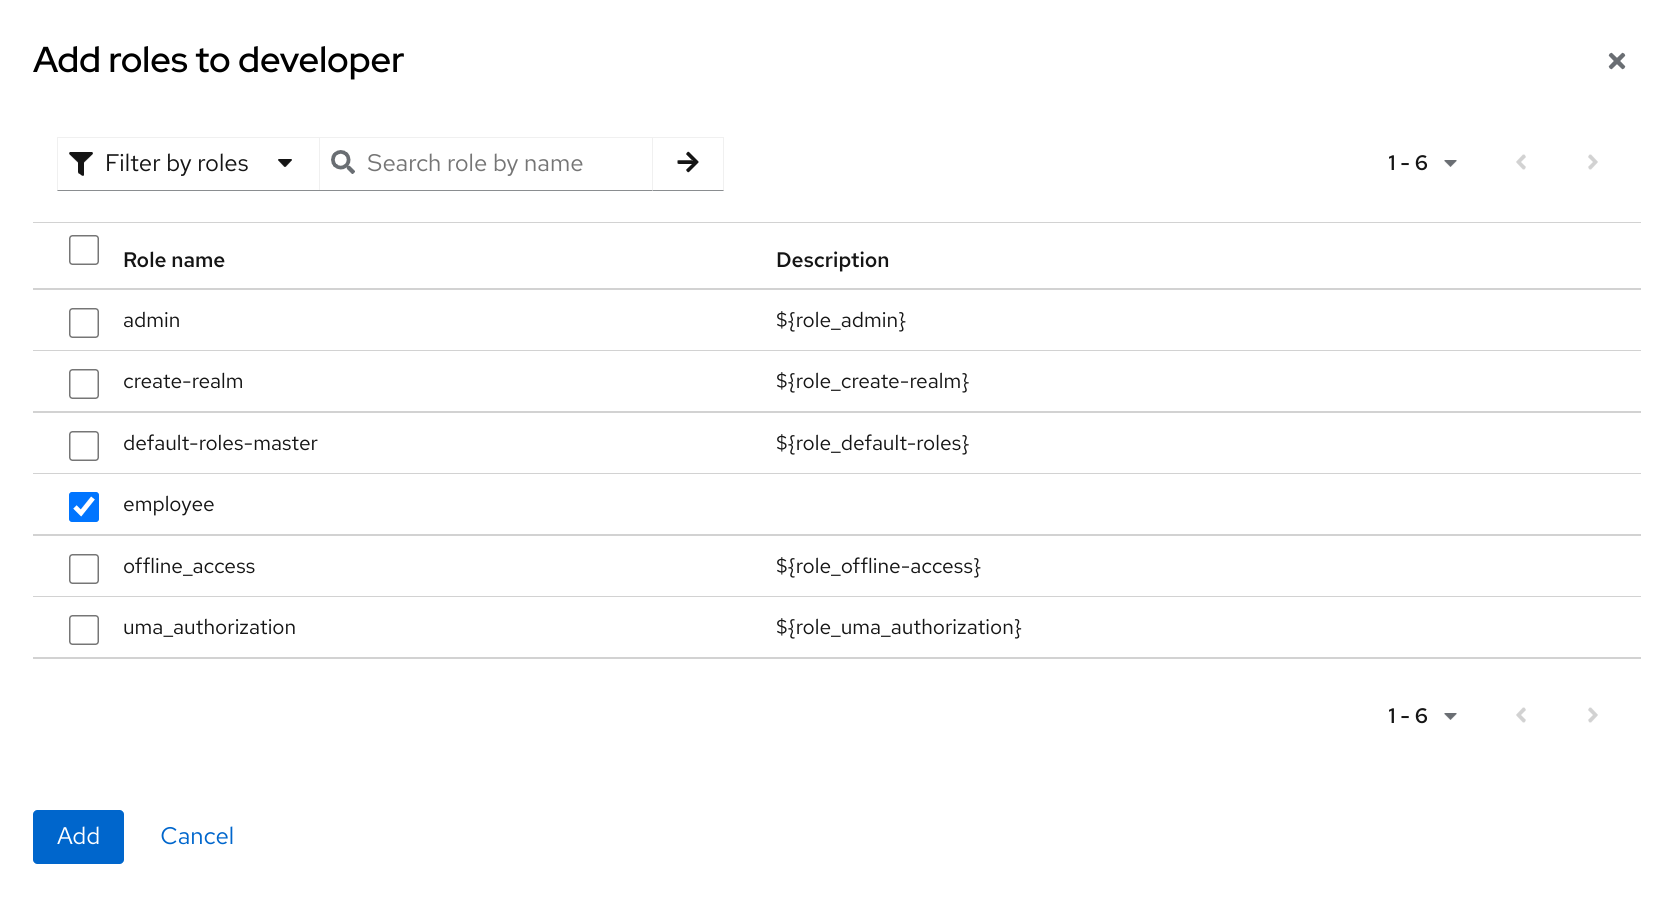 Add roles to developer
Filter by roles Search role by name 1 - 6
Role name Description
admin ${role_admin}
create-realm ${role_create-realm}
default-roles-master ${role_default-roles}
employee
offline_access ${role_offline-access}
uma_authorization ${role_uma_authorization}
1 - 6
Add Cancel